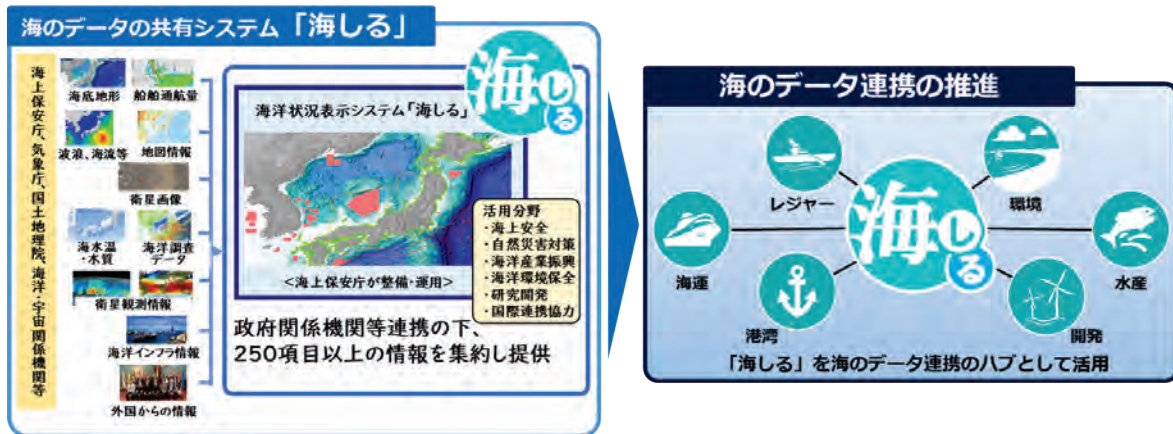 海のデータの共有システム「海しる」
海上保安庁、気象庁、国土地理院、海洋・宇宙関係機関等
海底地形
船舶通航量
波浪、海流等
地図情報
衛星画像
海水温
・水質
海洋調査
データ
衛星観測情報
海洋インフラ情報
外国からの情報
海しる
海洋状況表示システム「海しる」
活用分野
・海上安全
・自然災害対策
・海洋産業振興
・海洋環境保全
・研究開発
・国際連携協力
<海上保安庁が整備・運用>
政府関係機関等連携の下、
250項目以上の情報を集約し提供
海のデータ連携の推進
レジャー
環境
海運
海しる
水産
港湾
開発
「海しる」を海のデータ連携のハブとして活用